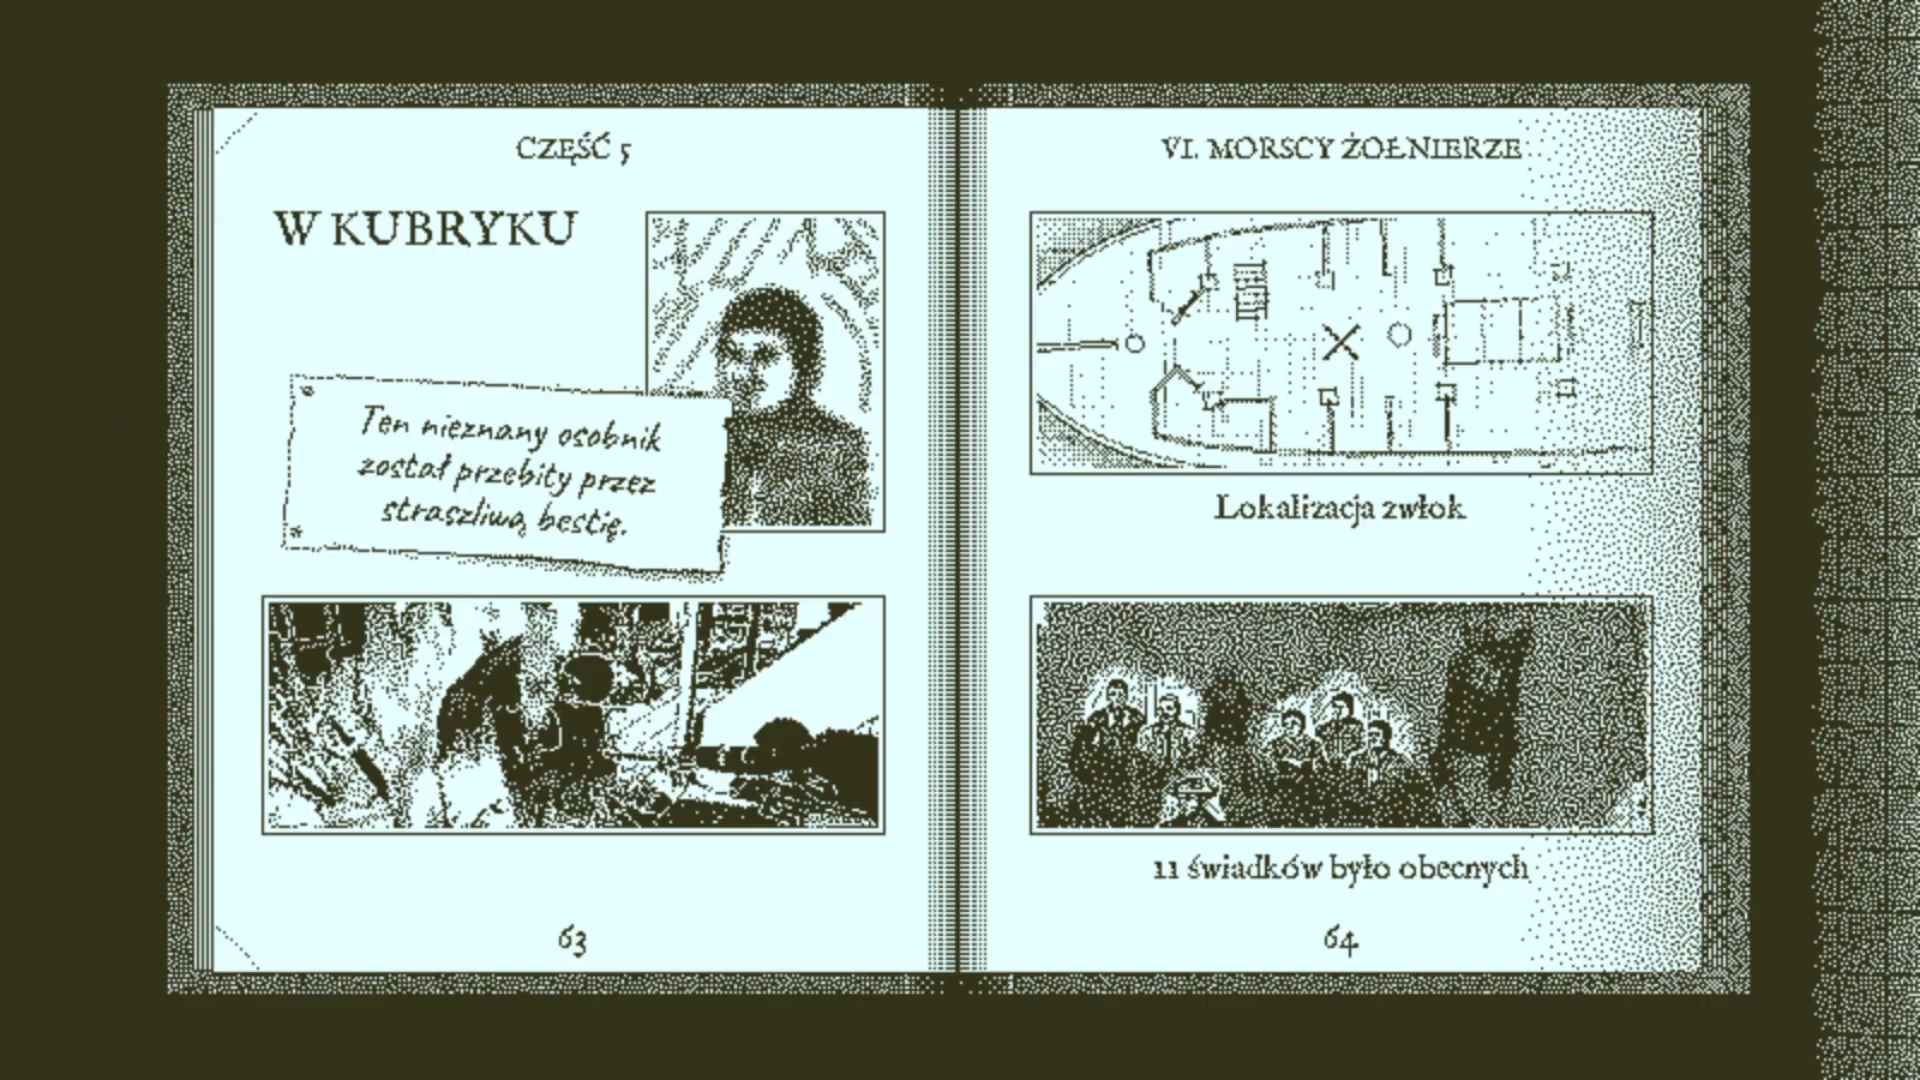 CZĘŚĆ 5
W KUBRYKU
Ten nieznany osobnik
został przebity przez
straszliwą bestię.
63
VI. MORSCY ŻOŁNIERZE
Lokalizacja zwłok
11 świadków było obecnych
64